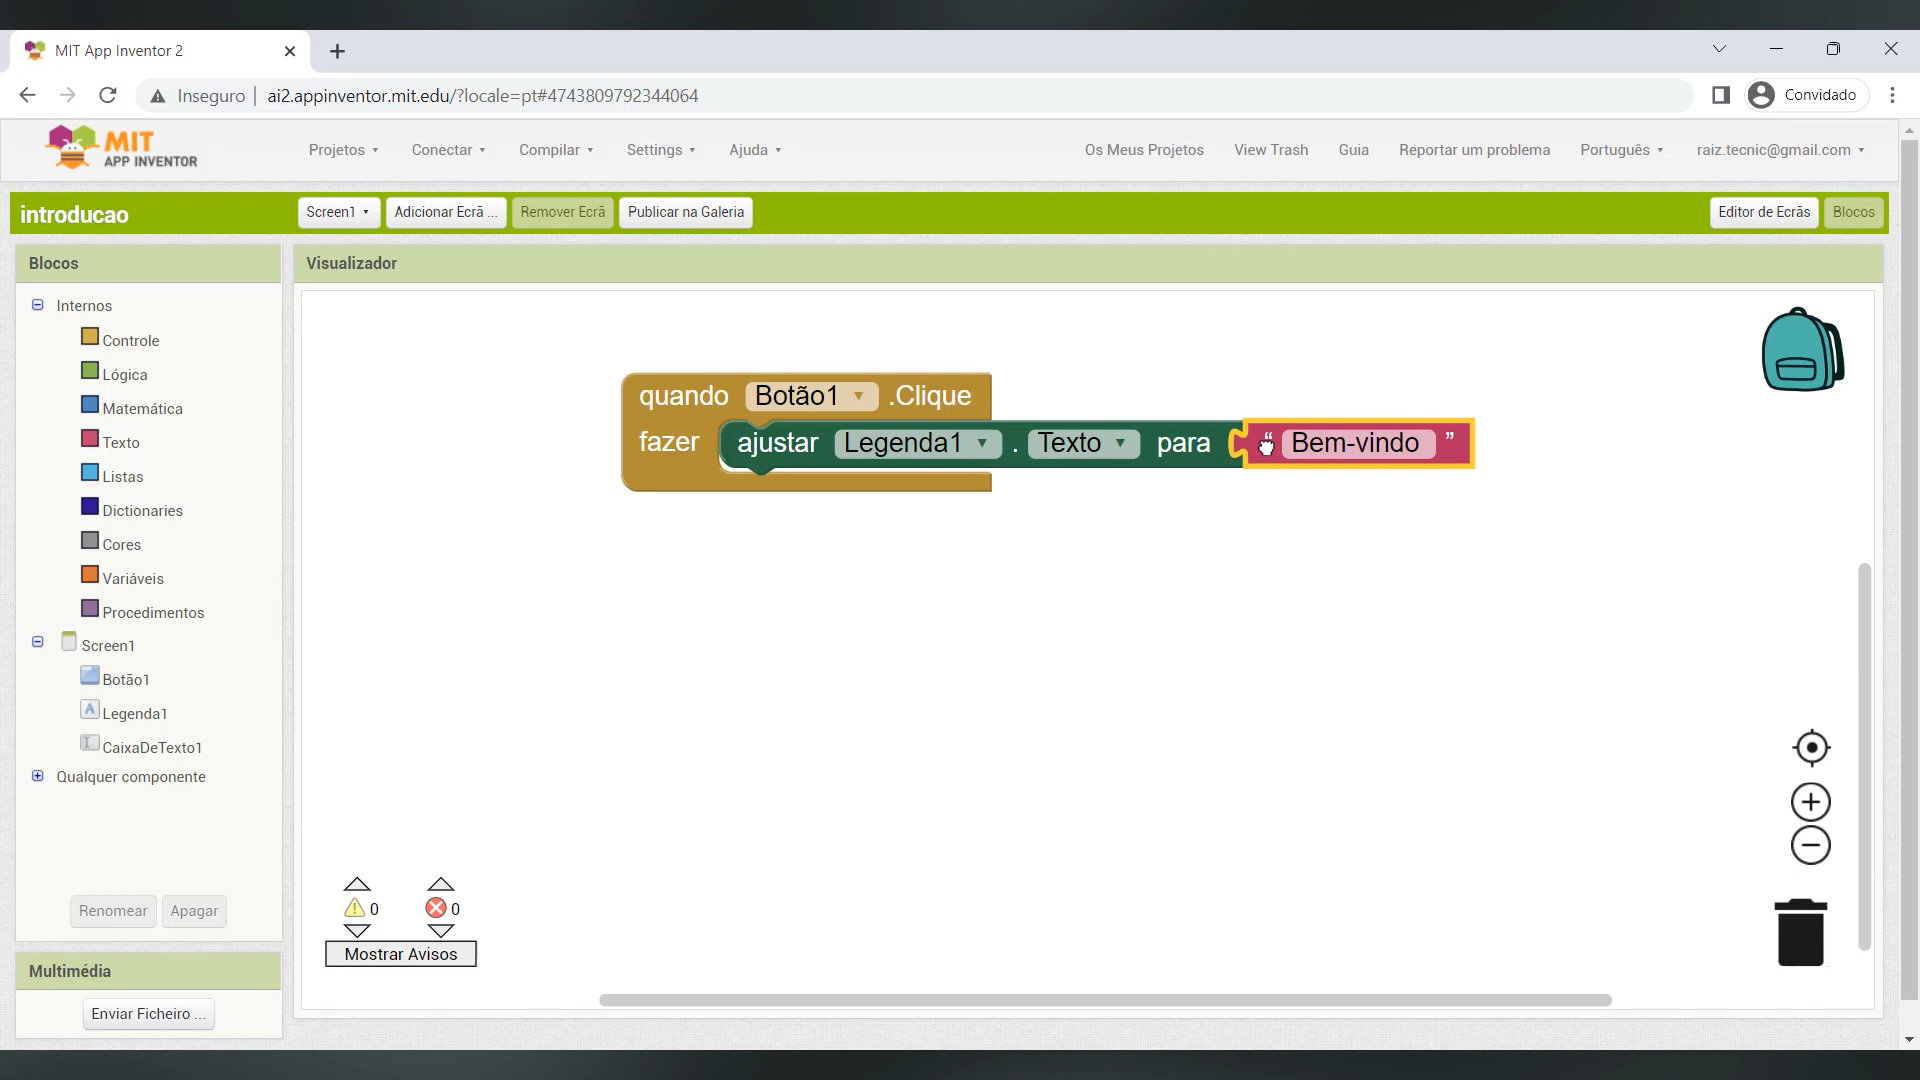 MIT App Inventor 2
Inseguro ai2.appinventor.mit.edu/?locale=pt#4743809792344064 Convidado
MIT
APP INVENTOR
Projetos Conectar Compilar Settings Ajuda Os Meus Projetos View Trash Guia Reportar um problema Português raiz.tecnic@gmail.com
introducao Screen1 Adicionar Ecrã ... Remover Ecrã Publicar na Galeria Editor de Ecrãs Blocos
Blocos
Visualizador
Internos
Controle
Lógica
Matemática
Texto
Listas
Dictionaries
Cores
Variáveis
Procedimentos
Screen1
Botão1
Legenda1
CaixaDeTexto1
Qualquer componente
Renomear Apagar
Multimédia
Enviar Ficheiro ...
quando Botão1 .Clique
fazer ajustar Legenda1 . Texto para “ Bem-vindo ”
0 0
Mostrar Avisos